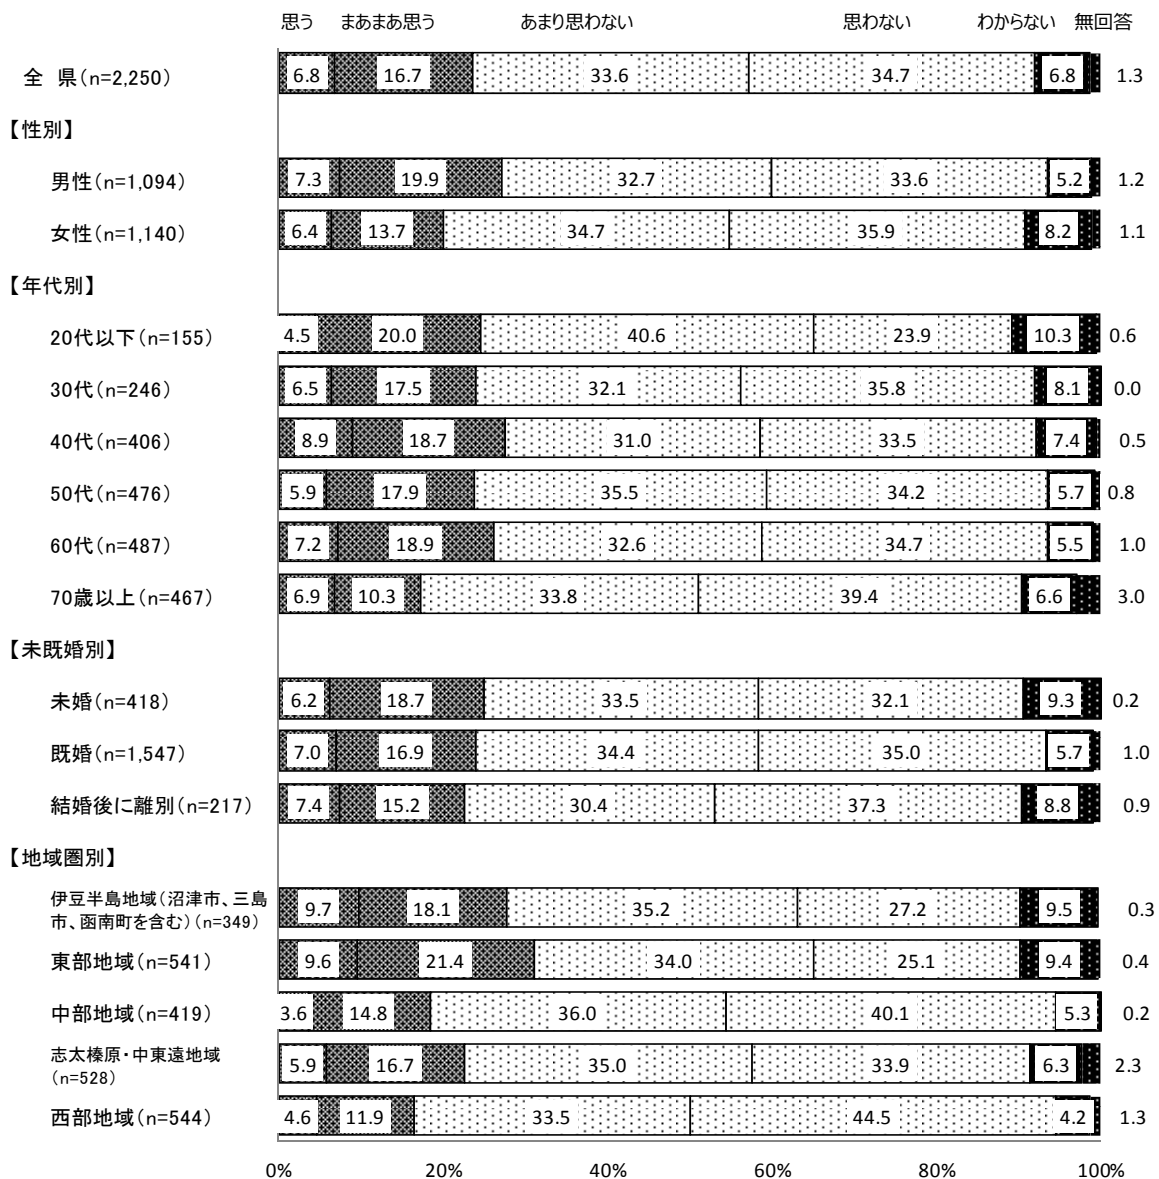 思う まあまあ思う あまり思わない 思わない わからない 無回答
全 県(n=2,250) 6.8 16.7 33.6 34.7 6.8 1.3
【性別】
男性(n=1,094) 7.3 19.9 32.7 33.6 5.2 1.2
女性(n=1,140) 6.4 13.7 34.7 35.9 8.2 1.1
【年代別】
20代以下(n=155) 4.5 20.0 40.6 23.9 10.3 0.6
30代(n=246) 6.5 17.5 32.1 35.8 8.1 0.0
40代(n=406) 8.9 18.7 31.0 33.5 7.4 0.5
50代(n=476) 5.9 17.9 35.5 34.2 5.7 0.8
60代(n=487) 7.2 18.9 32.6 34.7 5.5 1.0
70歳以上(n=467) 6.9 10.3 33.8 39.4 6.6 3.0
【未既婚別】
未婚(n=418) 6.2 18.7 33.5 32.1 9.3 0.2
既婚(n=1,547) 7.0 16.9 34.4 35.0 5.7 1.0
結婚後に離別(n=217) 7.4 15.2 30.4 37.3 8.8 0.9
【地域圏別】
伊豆半島地域(沼津市、三島
市、函南町を含む)(n=349) 9.7 18.1 35.2 27.2 9.5 0.3
東部地域(n=541) 9.6 21.4 34.0 25.1 9.4 0.4
中部地域(n=419) 3.6 14.8 36.0 40.1 5.3 0.2
志太榛原・中東遠地域
(n=528) 5.9 16.7 35.0 33.9 6.3 2.3
西部地域(n=544) 4.6 11.9 33.5 44.5 4.2 1.3
0% 20% 40% 60% 80% 100%